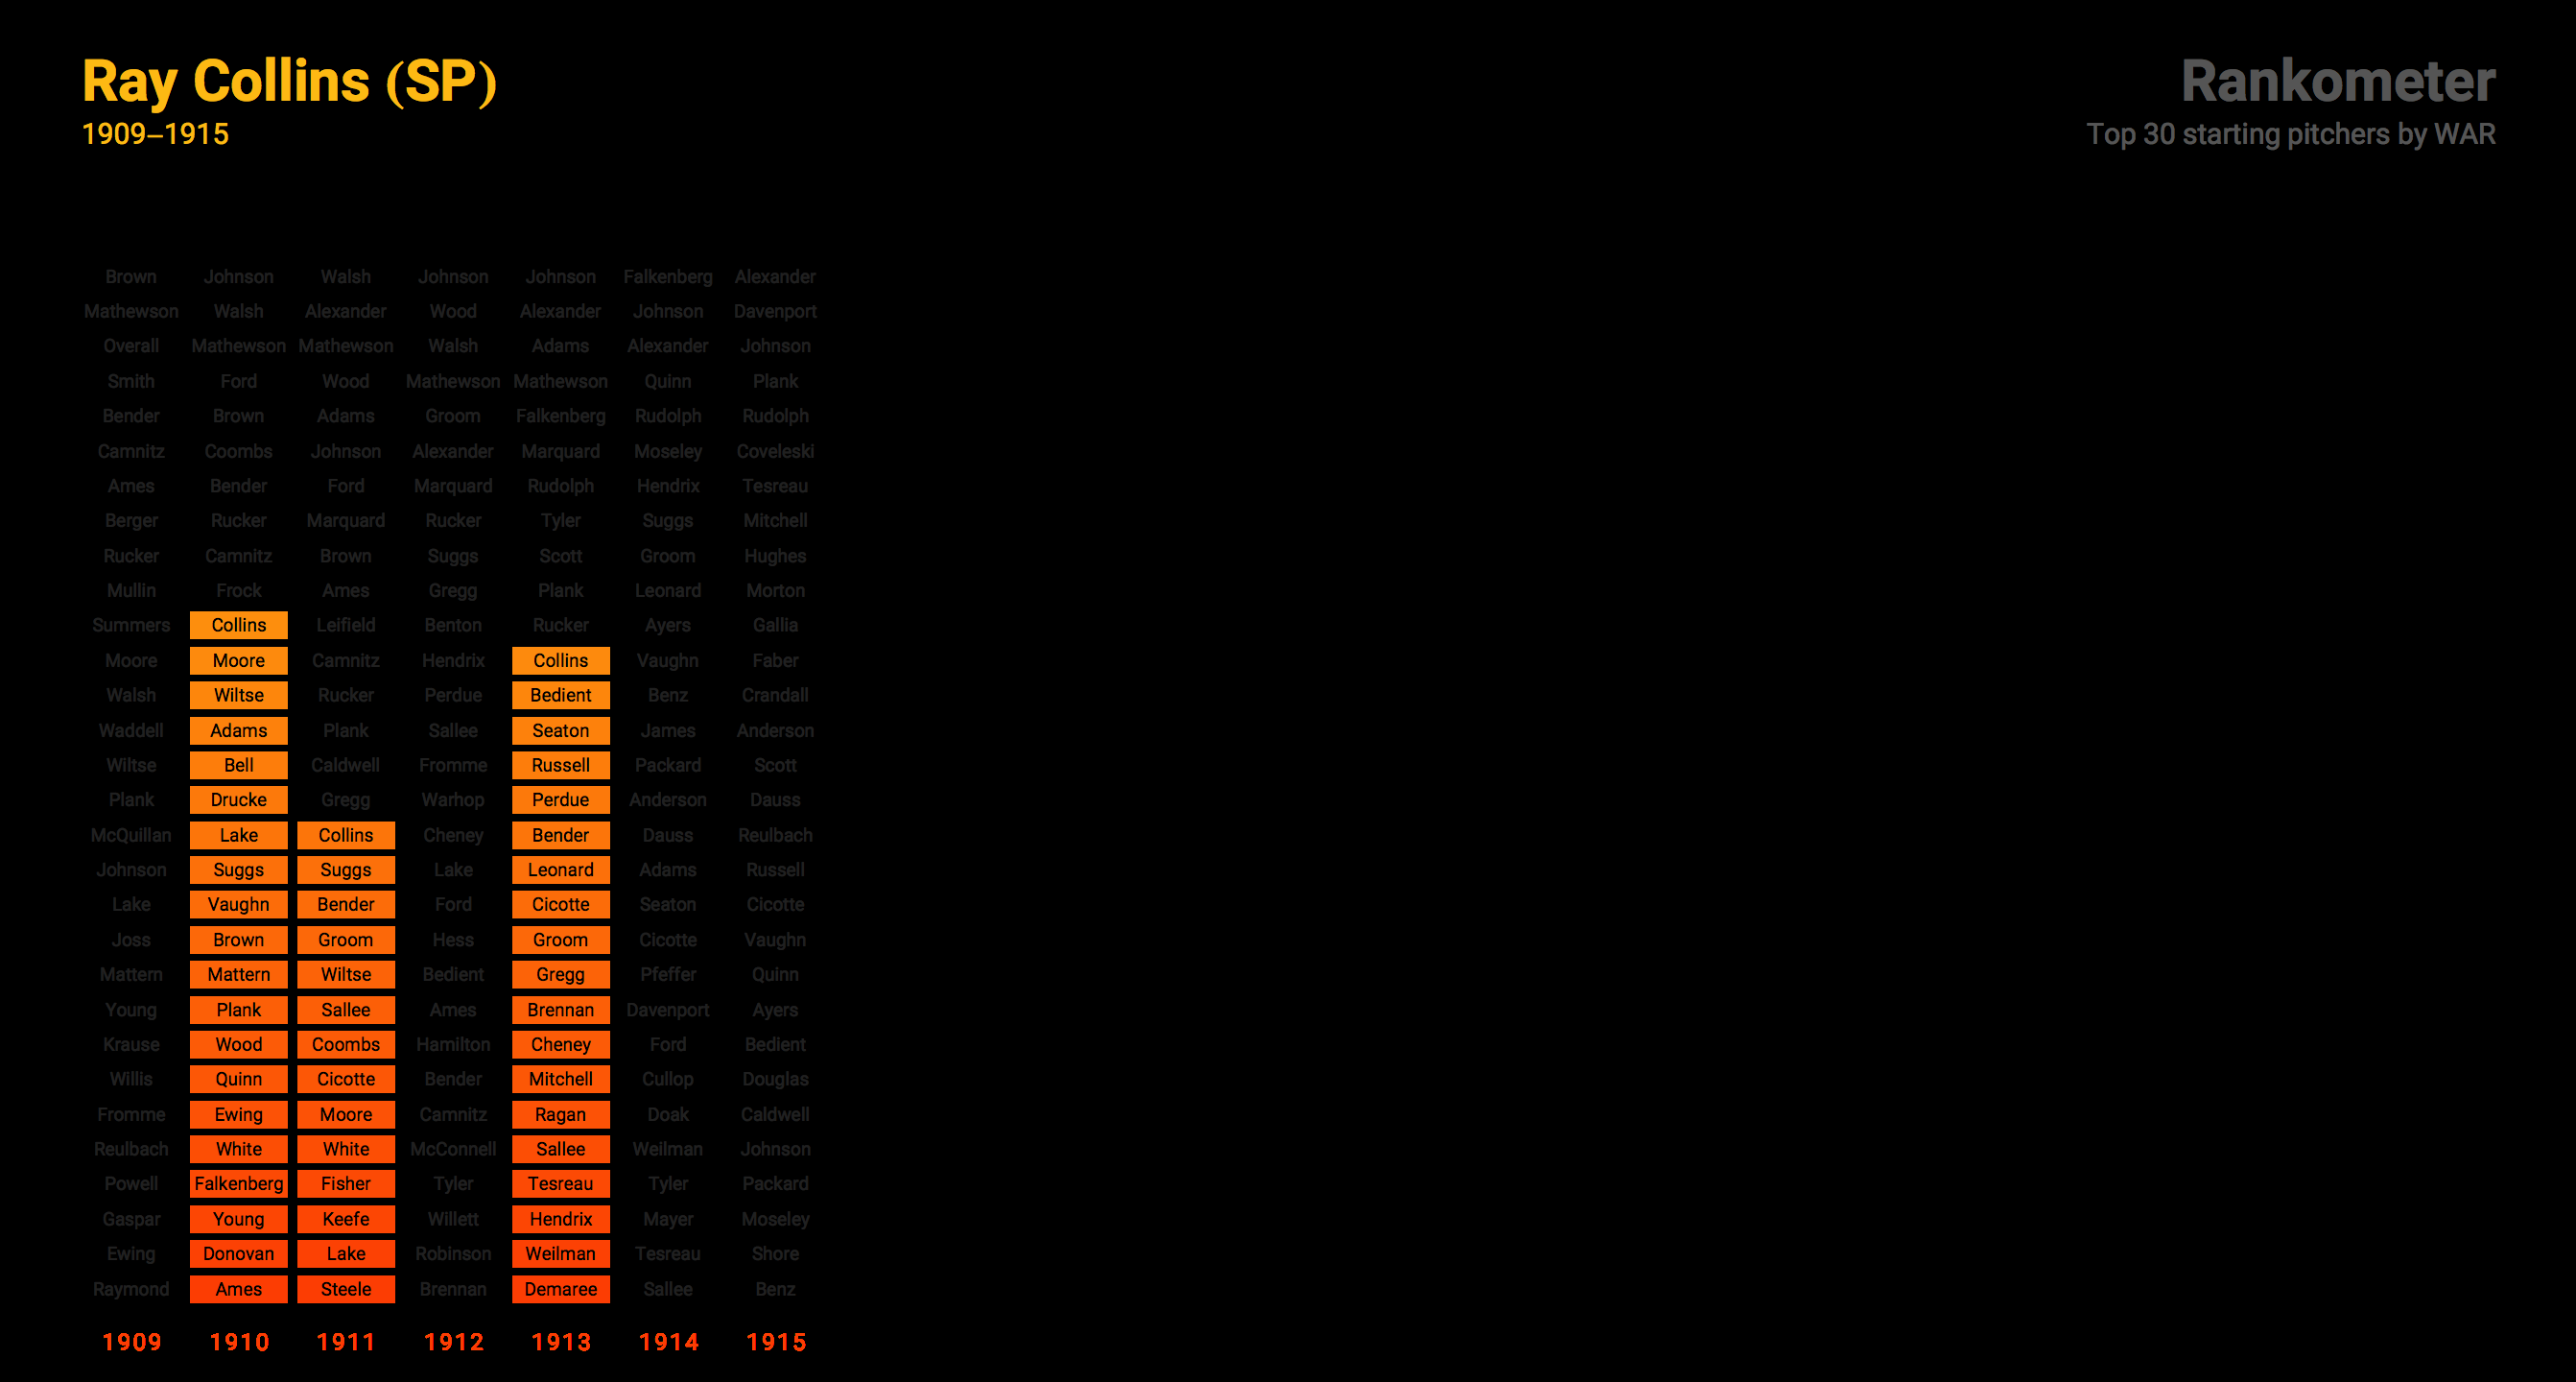 Ray Collins (SP)
1909–1915
Rankometer
Top 30 starting pitchers by WAR
Brown Johnson Walsh Johnson Johnson Falkenberg Alexander
Mathewson Walsh Alexander Wood Alexander Johnson Davenport
Overall Mathewson Mathewson Walsh Adams Alexander Johnson
Smith Ford Wood Mathewson Mathewson Quinn Plank
Bender Brown Adams Groom Falkenberg Rudolph Rudolph
Camnitz Coombs Johnson Alexander Marquard Moseley Coveleski
Ames Bender Ford Marquard Rudolph Hendrix Tesreau
Berger Rucker Marquard Rucker Tyler Suggs Mitchell
Rucker Camnitz Brown Suggs Scott Groom Hughes
Mullin Frock Ames Gregg Plank Leonard Morton
Summers Collins Leifield Benton Rucker Ayers Gallia
Moore Moore Camnitz Hendrix Collins Vaughn Faber
Walsh Wiltse Rucker Perdue Bedient Benz Crandall
Waddell Adams Plank Sallee Seaton James Anderson
Wiltse Bell Caldwell Fromme Russell Packard Scott
Plank Drucke Gregg Warhop Perdue Anderson Dauss
McQuillan Lake Collins Cheney Bender Dauss Reulbach
Johnson Suggs Suggs Lake Leonard Adams Russell
Lake Vaughn Bender Ford Cicotte Seaton Cicotte
Joss Brown Groom Hess Groom Cicotte Vaughn
Mattern Mattern Wiltse Bedient Gregg Pfeffer Quinn
Young Plank Sallee Ames Brennan Davenport Ayers
Krause Wood Coombs Hamilton Cheney Ford Bedient
Willis Quinn Cicotte Bender Mitchell Cullop Douglas
Fromme Ewing Moore Camnitz Ragan Doak Caldwell
Reulbach White White McConnell Sallee Weilman Johnson
Powell Falkenberg Fisher Tyler Tesreau Tyler Packard
Gaspar Young Keefe Willett Hendrix Mayer Moseley
Ewing Donovan Lake Robinson Weilman Tesreau Shore
Raymond Ames Steele Brennan Demaree Sallee Benz
1909 1910 1911 1912 1913 1914 1915